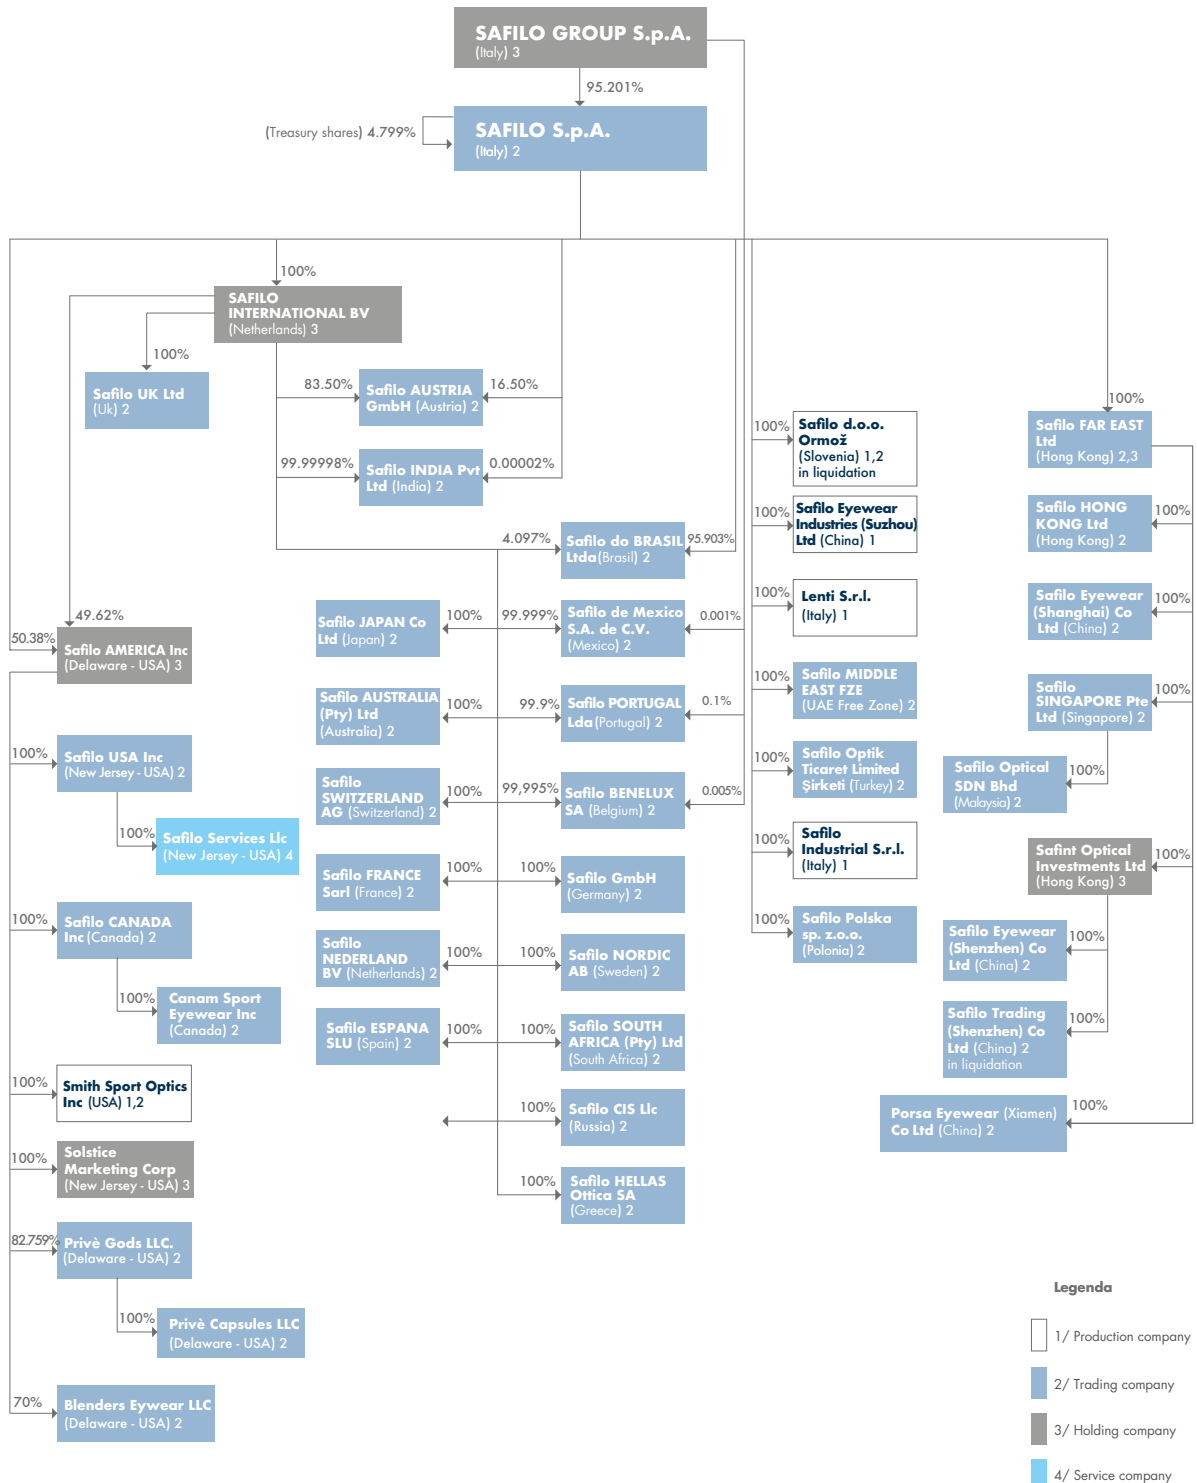 SAFILO GROUP S.p.A.
(Italy) 3
95.201%
(Treasury shares) 4.799%
SAFILO S.p.A.
(Italy) 2
100%
SAFILO
INTERNATIONAL BV
(Netherlands) 3
100%
Safilo UK Ltd
(Uk) 2
83.50%
Safilo AUSTRIA
GmbH (Austria) 2
16.50%
99.99998%
Safilo INDIA Pvt
Ltd (India) 2
0.00002%
4.097%
Safilo do BRASIL
Ltda(Brasil) 2
95.903%
49.62%
50.38%
Safilo AMERICA Inc
(Delaware - USA) 3
100%
Safilo USA Inc
(New Jersey - USA) 2
100%
Safilo Services Llc
(New Jersey - USA) 4
100%
Safilo CANADA
Inc (Canada) 2
100%
Canam Sport
Eyewear Inc
(Canada) 2
100%
Smith Sport Optics
Inc (USA) 1,2
100%
Solstice
Marketing Corp
(New Jersey - USA) 3
82.759%
Privè Gods LLC.
(Delaware - USA) 2
100%
Privè Capsules LLC
(Delaware - USA) 2
70%
Blenders Eywear LLC
(Delaware - USA) 2
Safilo JAPAN Co
Ltd (Japan) 2
100%
99.999%
Safilo de Mexico
S.A. de C.V.
(Mexico) 2
0.001%
Safilo AUSTRALIA
(Pty) Ltd
(Australia) 2
100%
99.9%
Safilo PORTUGAL
Lda(Portugal) 2
0.1%
Safilo
SWITZERLAND
AG (Switzerland) 2
100%
99,995%
Safilo BENELUX
SA (Belgium) 2
0.005%
Safilo FRANCE
Sarl (France) 2
100%
100%
Safilo GmbH
(Germany) 2
Safilo
NEDERLAND
BV (Netherlands) 2
100%
100%
Safilo NORDIC
AB (Sweden) 2
Safilo ESPANA
SLU (Spain) 2
100%
100%
Safilo SOUTH
AFRICA (Pty) Ltd
(South Africa) 2
100%
Safilo CIS Llc
(Russia) 2
100%
Safilo HELLAS
Ottica SA
(Greece) 2
100%
Safilo d.o.o.
Ormož
(Slovenia) 1,2
in liquidation
100%
Safilo Eyewear
Industries (Suzhou)
Ltd (China) 1
100%
Lenti S.r.l.
(Italy) 1
100%
Safilo MIDDLE
EAST FZE
(UAE Free Zone) 2
100%
Safilo Optik
Ticaret Limited
Şirketi (Turkey) 2
100%
Safilo
Industrial S.r.l.
(Italy) 1
100%
Safilo Polska
sp. z.o.o.
(Polonia) 2
100%
Safilo FAR EAST
Ltd
(Hong Kong) 2,3
Safilo HONG
KONG Ltd
(Hong Kong) 2
100%
Safilo Eyewear
(Shanghai) Co
Ltd (China) 2
100%
Safilo
SINGAPORE Pte
Ltd (Singapore) 2
100%
Safilo Optical
SDN Bhd
(Malaysia) 2
100%
Safint Optical
Investments Ltd
(Hong Kong) 3
100%
Safilo Eyewear
(Shenzhen) Co
Ltd (China) 2
100%
Safilo Trading
(Shenzhen) Co
Ltd (China) 2
in liquidation
100%
Porsa Eyewear (Xiamen)
Co Ltd (China) 2
100%
Legenda
1/ Production company
2/ Trading company
3/ Holding company
4/ Service company